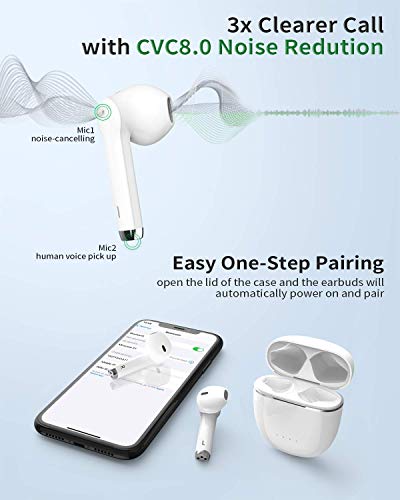 3x Clearer Call
with CVC8.0 Noise Redution
Mic1
noise-cancelling
Mic2
human voice pick up
Easy One-Step Pairing
open the lid of the case and the earbuds will
automatically power on and pair
L
R
L